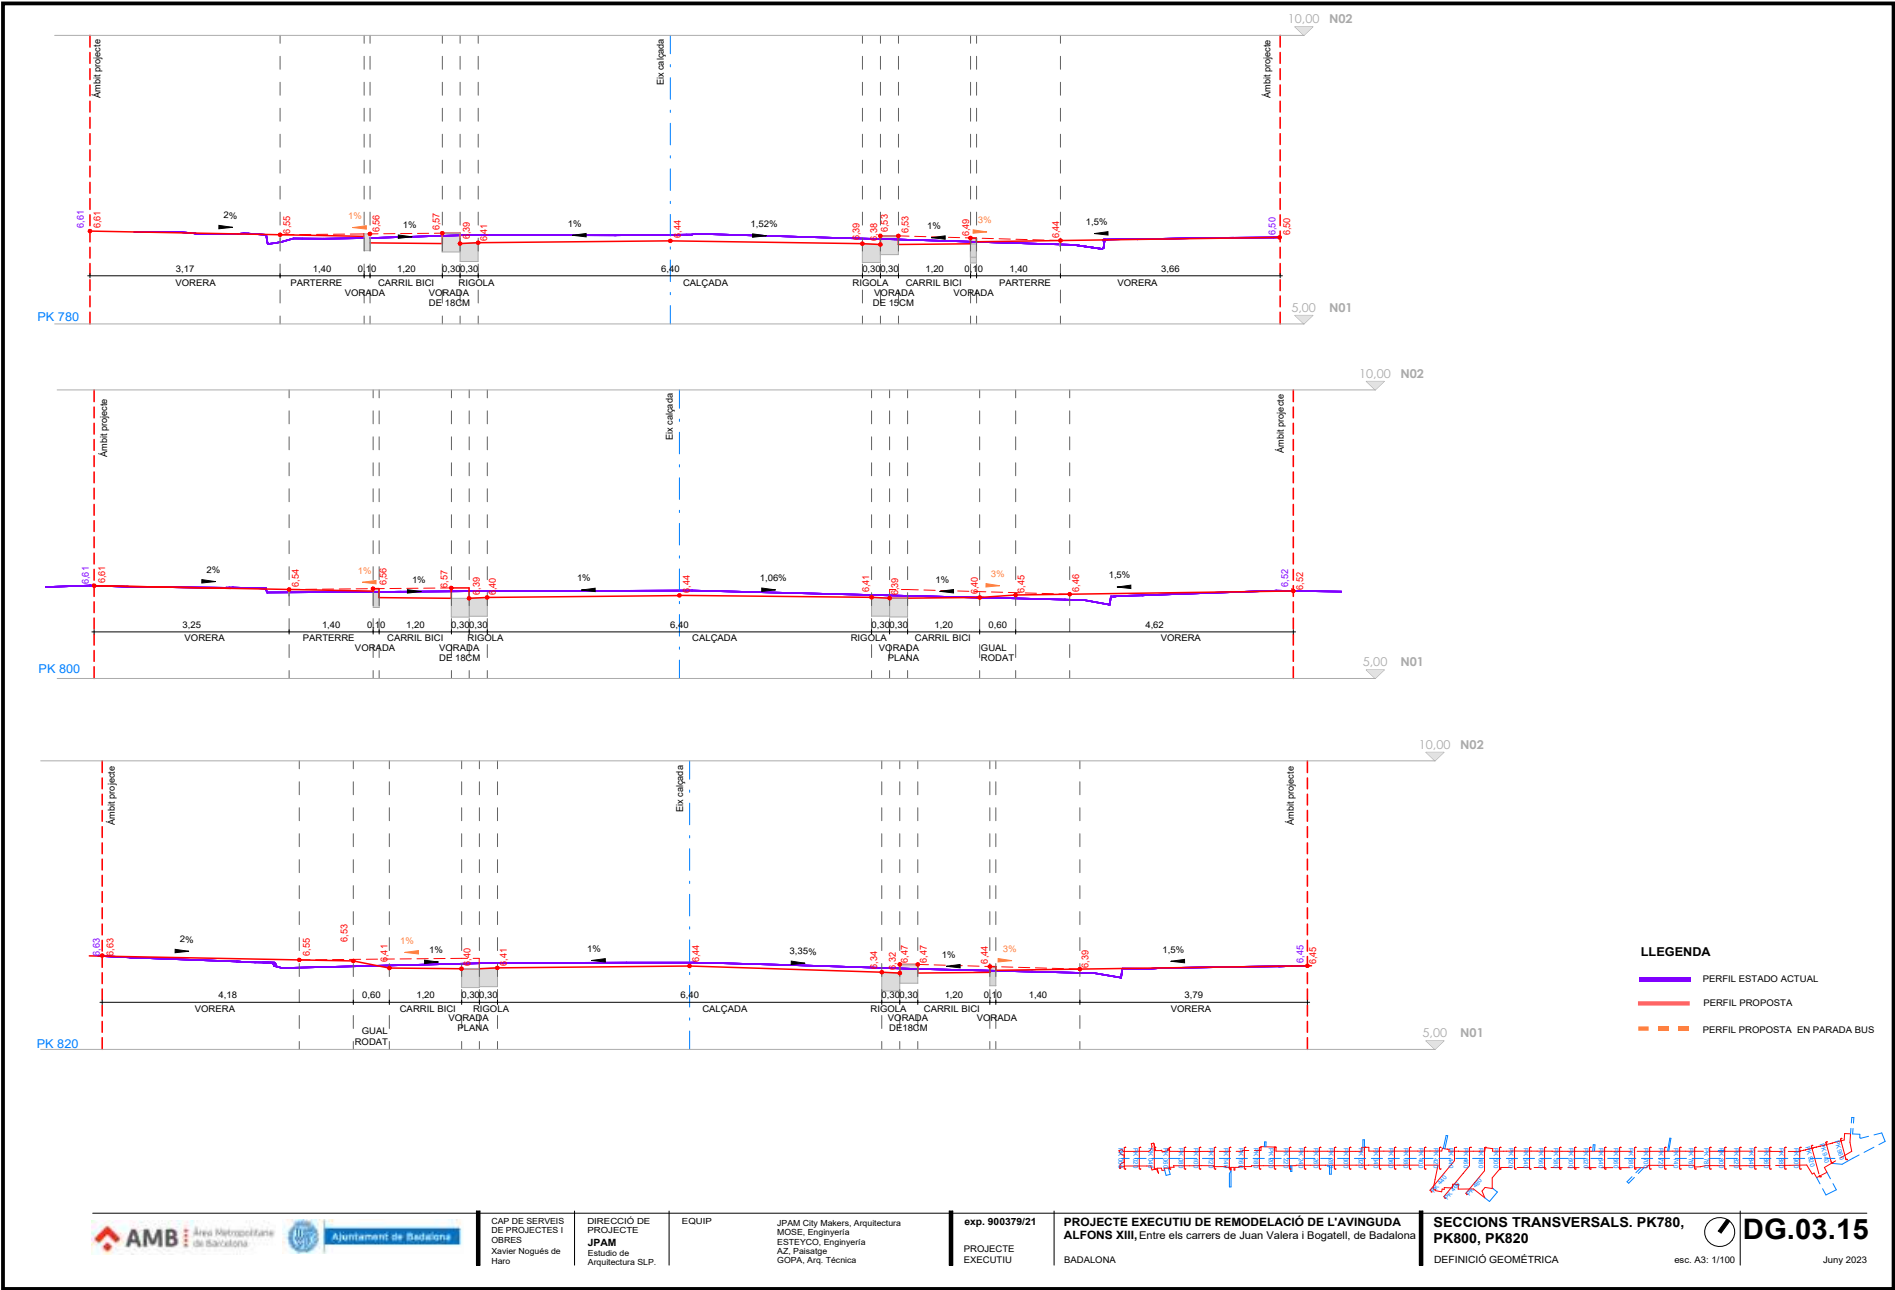 10,00 N02
Àmbit projecte
Eix calçada
Àmbit projecte
6,61 6,61 2% 6,55 1% 6,56 1% 6,57 6,39 6,41 1% 6,44 1,52% 6,39 6,38 6,53 6,53 1% 6,49 3% 6,44 1,5% 6,50 6,50
3,17 1,40 0,10 1,20 0,30 0,30 6,40 0,30 0,30 1,20 0,10 1,40 3,66
VORERA PARTERRE CARRIL BICI RIGOLA CALÇADA RIGOLA CARRIL BICI PARTERRE VORERA
VORADA VORADA VORADA VORADA
DE 18CM DE 15CM
PK 780
5,00 N01
10,00 N02
Àmbit projecte
Eix calçada
Àmbit projecte
6,61 6,61 2% 6,54 1% 6,56 1% 6,57 6,39 6,40 1% 6,44 1,06% 6,41 6,39 1% 6,40 3% 6,45 6,46 1,5% 6,52 6,52
3,25 1,40 0,10 1,20 0,30 0,30 6,40 0,30 0,30 1,20 0,60 4,62
VORERA PARTERRE CARRIL BICI RIGOLA CALÇADA RIGOLA CARRIL BICI VORERA
VORADA VORADA VORADA GUAL
DE 18CM PLANA RODAT
PK 800
5,00 N01
10,00 N02
Àmbit projecte
Eix calçada
Àmbit projecte
6,63 6,63 2% 6,55 6,53 1% 6,41 1% 6,40 6,41 1% 6,44 3,35% 6,34 6,32 6,47 6,47 1% 6,44 3% 6,39 1,5% 6,45 6,45
4,18 0,60 1,20 0,30 0,30 6,40 0,30 0,30 1,20 0,10 1,40 3,79
VORERA CARRIL BICI RIGOLA CALÇADA RIGOLA CARRIL BICI VORERA
VORADA VORADA VORADA
PLANA DE18CM
GUAL
RODAT
PK 820
5,00 N01
LLEGENDA
PERFIL ESTADO ACTUAL
PERFIL PROPOSTA
PERFIL PROPOSTA EN PARADA BUS
AMB Àrea Metropolitana
de Barcelona
Ajuntament de Badalona
CAP DE SERVEIS
DE PROJECTES I
OBRES
Xavier Nogués de
Haro
DIRECCIÓ DE
PROJECTE
JPAM
Estudio de
Arquitectura SLP.
EQUIP
JPAM City Makers, Arquitectura
MOSE, Enginyeria
ESTEYCO, Enginyeria
AZ, Paisatge
GOPA, Arq. Tècnica
exp. 900379/21
PROJECTE
EXECUTIU
PROJECTE EXECUTIU DE REMODELACIÓ DE L'AVINGUDA
ALFONS XIII, Entre els carrers de Juan Valera i Bogatell, de Badalona
BADALONA
SECCIONS TRANSVERSALS. PK780,
PK800, PK820
DEFINICIÓ GEOMÈTRICA
esc. A3: 1/100
DG.03.15
Juny 2023